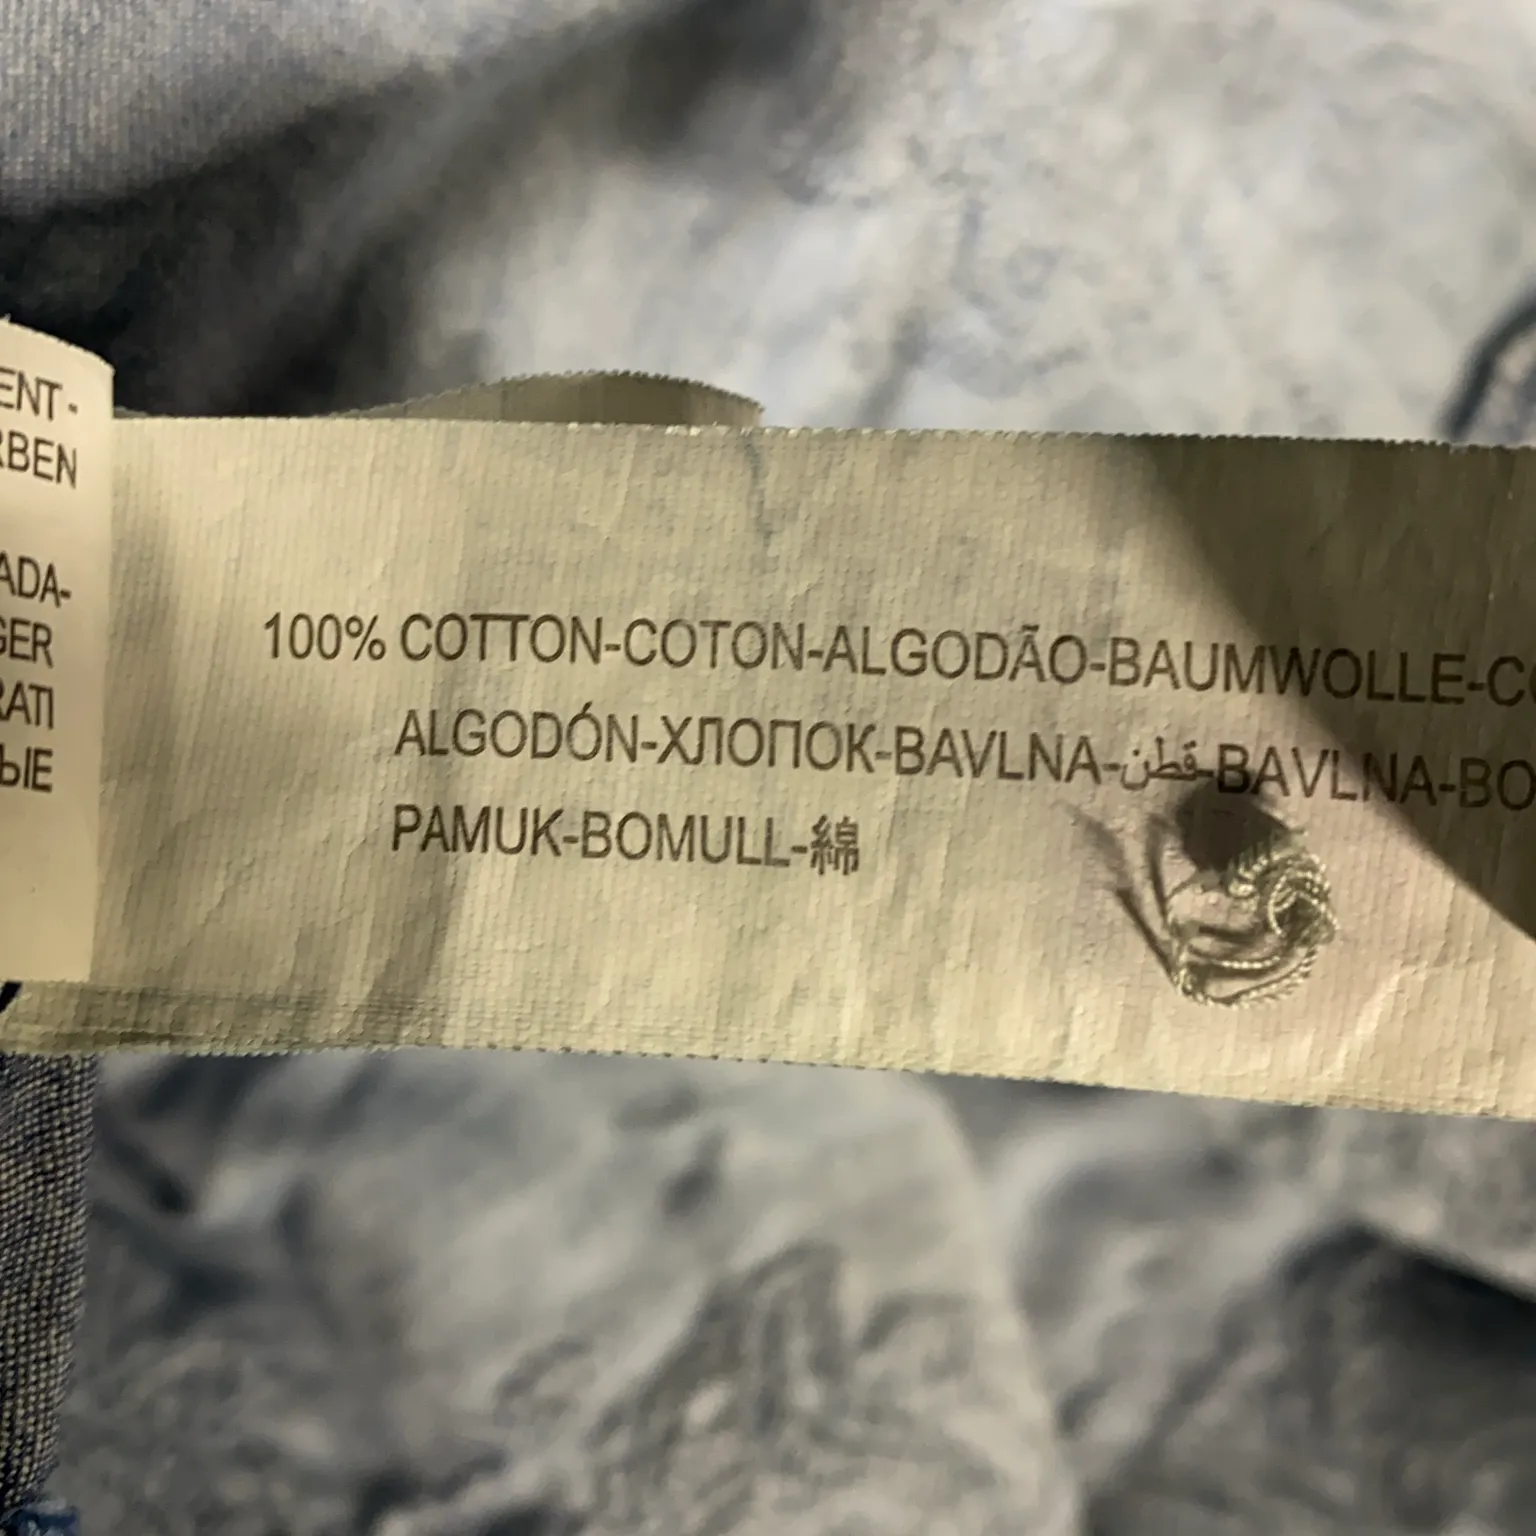 ENT-
RBEN
ADA-
GER
RATI
ЫЕ
100% COTTON-COTON-ALGODÃO-BAUMWOLLE-CO
ALGODÓN-ХЛОПОК-BAVLNA-قطن-BAVLNA-BO
PAMUK-BOMULL-綿